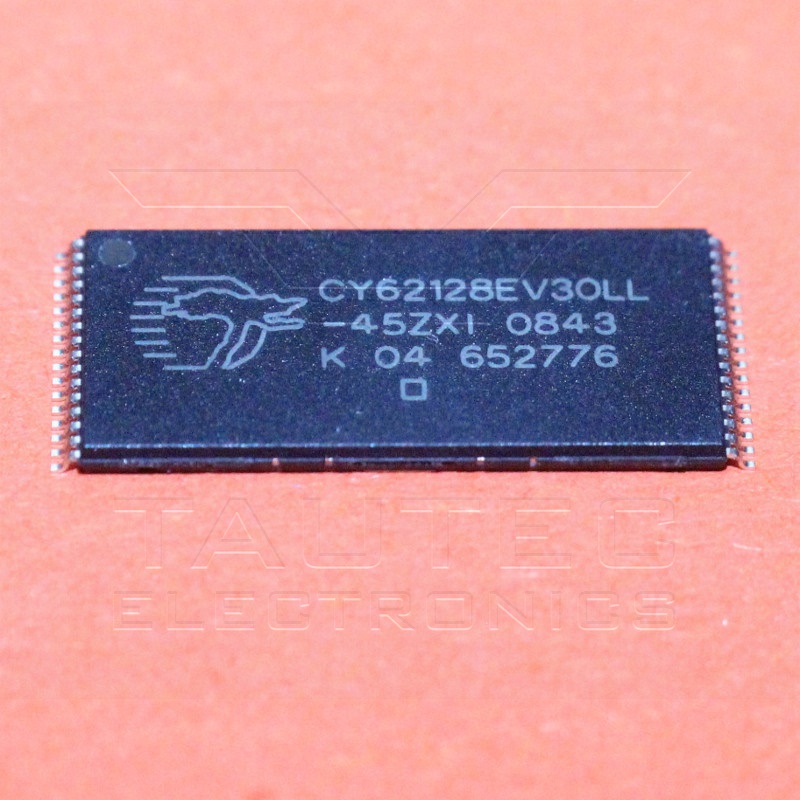 CY62128EV30LL
-45ZXI 0843
K 04 652776
TAUTEC
ELECTRONICS